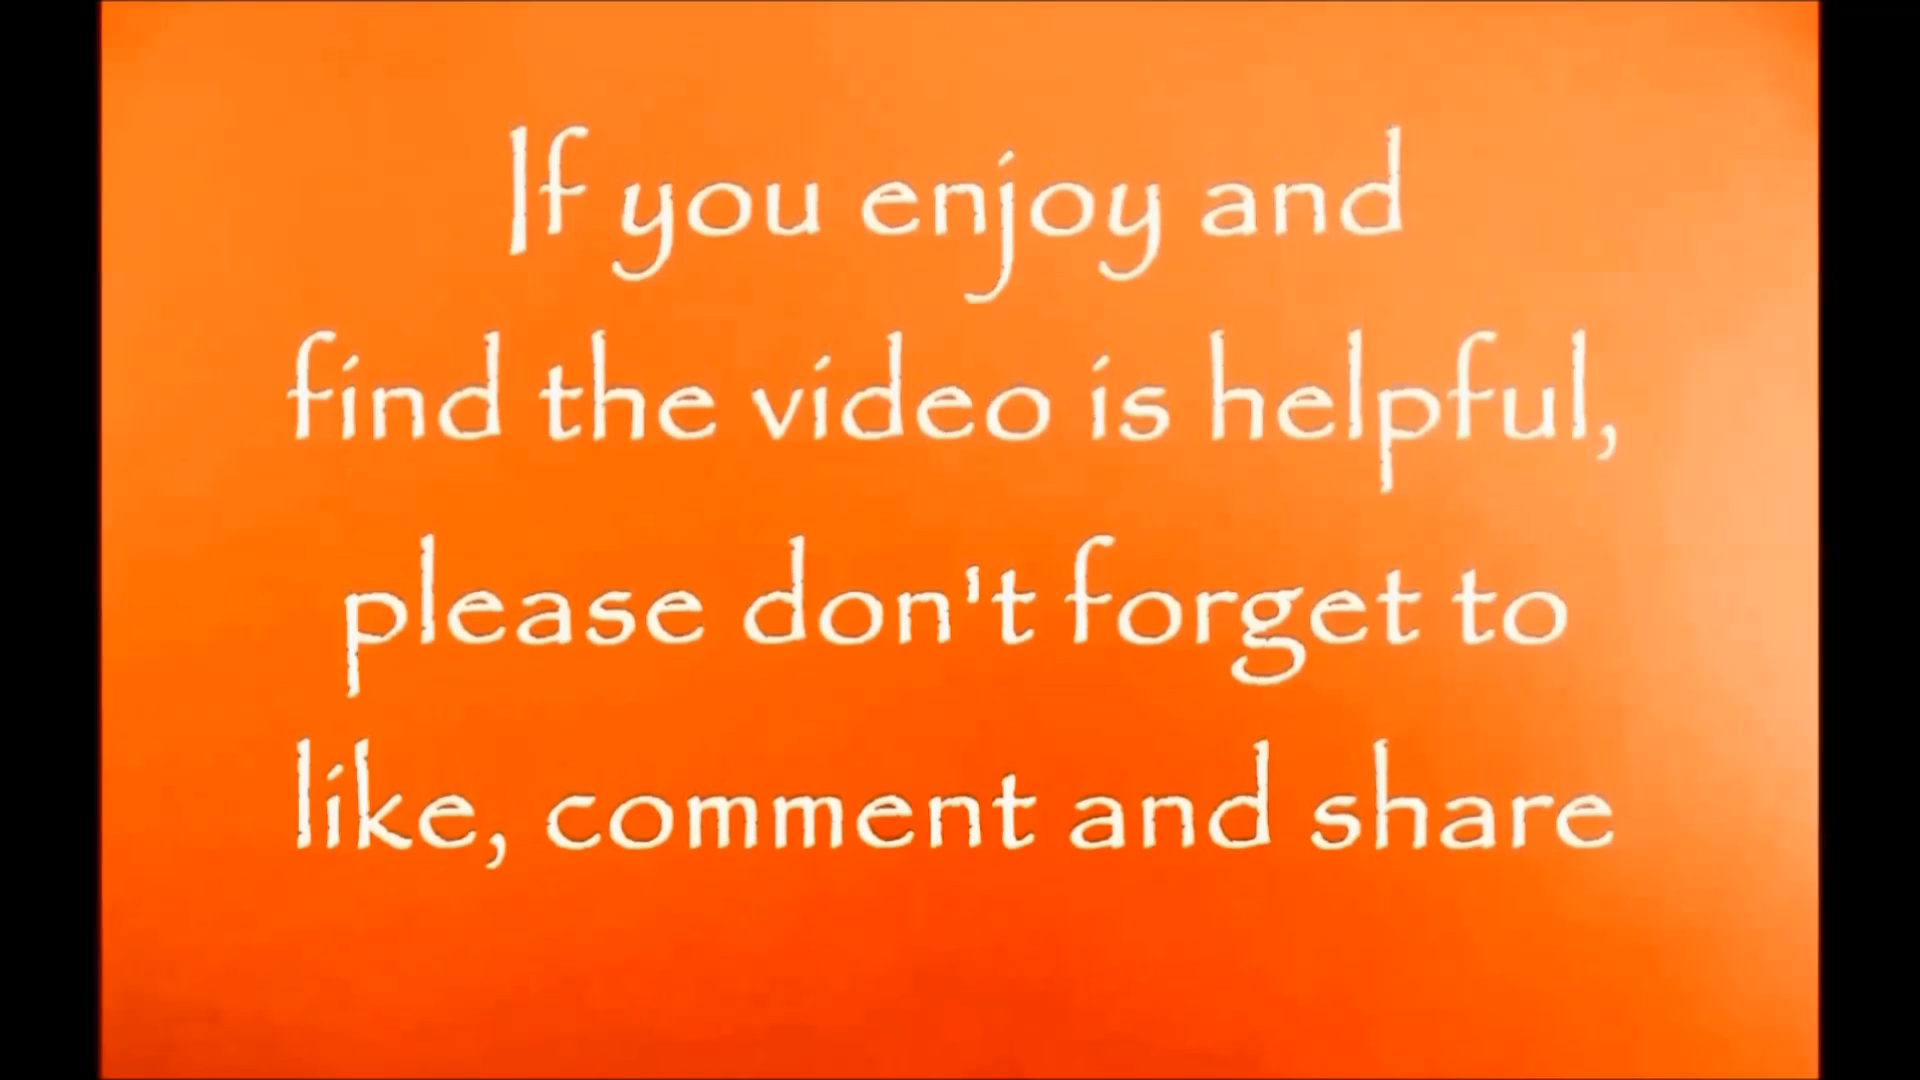 If you enjoy and
find the video is helpful,
please don't forget to
like, comment and share